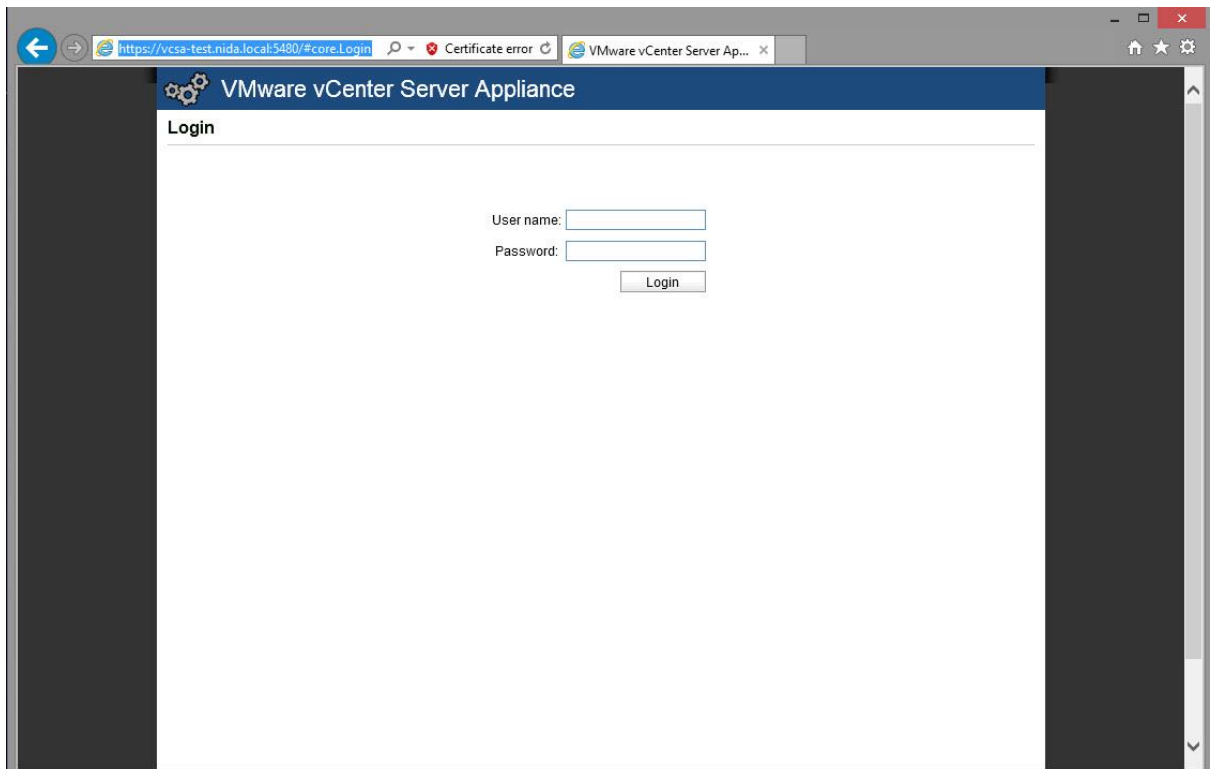 https://vcsa-test.nida.local:5480/#core.Login
Certificate error
VMware vCenter Server Ap...
VMware vCenter Server Appliance
Login
User name:
Password:
Login